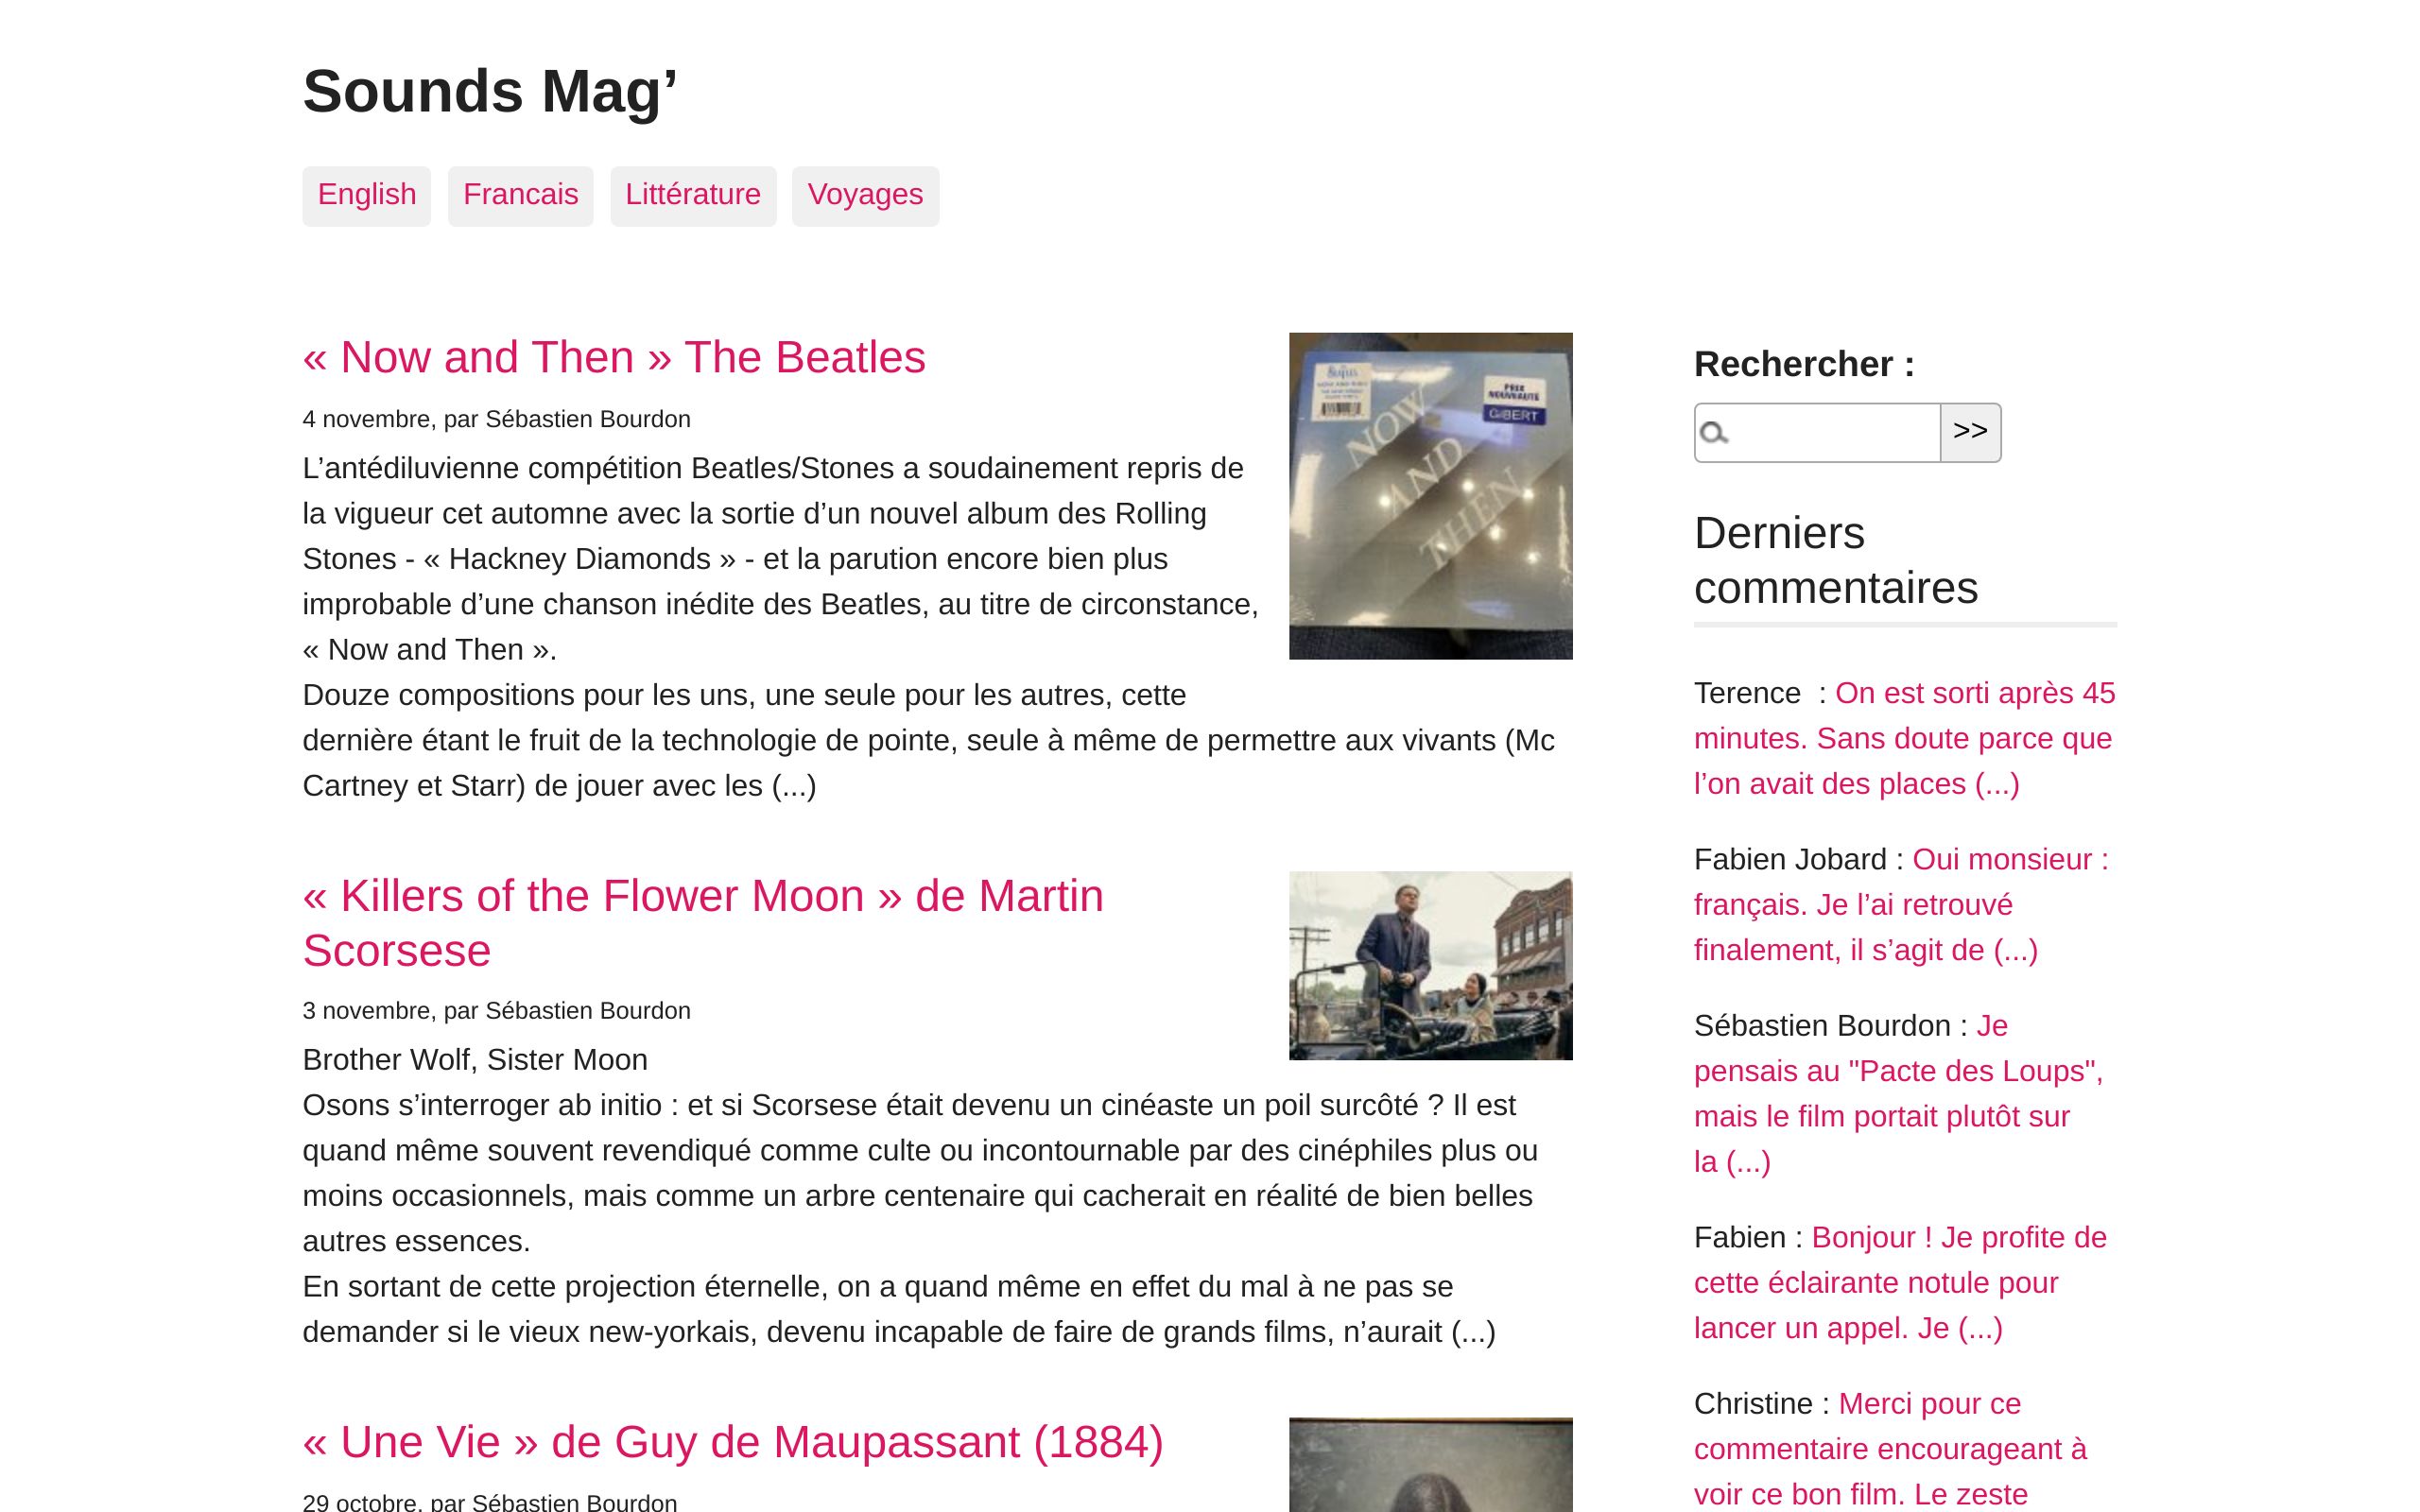 Sounds Mag’
English Francais Littérature Voyages
« Now and Then » The Beatles
4 novembre, par Sébastien Bourdon
L’antédiluvienne compétition Beatles/Stones a soudainement repris de
la vigueur cet automne avec la sortie d’un nouvel album des Rolling
Stones - « Hackney Diamonds » - et la parution encore bien plus
improbable d’une chanson inédite des Beatles, au titre de circonstance,
« Now and Then ».
Douze compositions pour les uns, une seule pour les autres, cette
dernière étant le fruit de la technologie de pointe, seule à même de permettre aux vivants (Mc
Cartney et Starr) de jouer avec les (...)
PRIX
NOUVEAUTÉ
GIBERT
NOW
AND
THEN
« Killers of the Flower Moon » de Martin
Scorsese
3 novembre, par Sébastien Bourdon
Brother Wolf, Sister Moon
Osons s’interroger ab initio : et si Scorsese était devenu un cinéaste un poil surcôté ? Il est
quand même souvent revendiqué comme culte ou incontournable par des cinéphiles plus ou
moins occasionnels, mais comme un arbre centenaire qui cacherait en réalité de bien belles
autres essences.
En sortant de cette projection éternelle, on a quand même en effet du mal à ne pas se
demander si le vieux new-yorkais, devenu incapable de faire de grands films, n’aurait (...)
« Une Vie » de Guy de Maupassant (1884)
29 octobre, par Sébastien Bourdon
Rechercher :
>>
Derniers
commentaires
Terence  : On est sorti après 45
minutes. Sans doute parce que
l’on avait des places (...)
Fabien Jobard : Oui monsieur :
français. Je l’ai retrouvé
finalement, il s’agit de (...)
Sébastien Bourdon : Je
pensais au "Pacte des Loups",
mais le film portait plutôt sur
la (...)
Fabien : Bonjour ! Je profite de
cette éclairante notule pour
lancer un appel. Je (...)
Christine : Merci pour ce
commentaire encourageant à
voir ce bon film. Le zeste